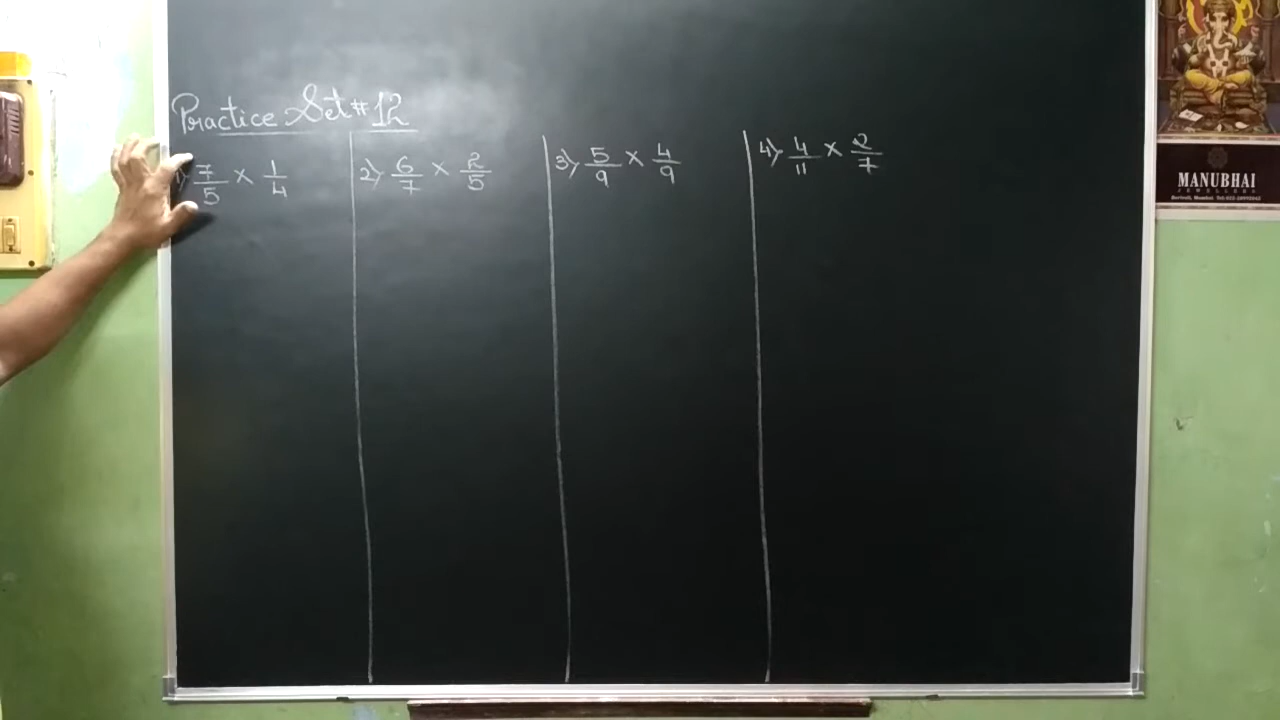 Practice Set # 12
1) 7/5 × 1/4
2) 6/7 × 2/5
3) 5/9 × 4/9
4) 4/11 × 2/7
MANUBHAI
JEWELLERS